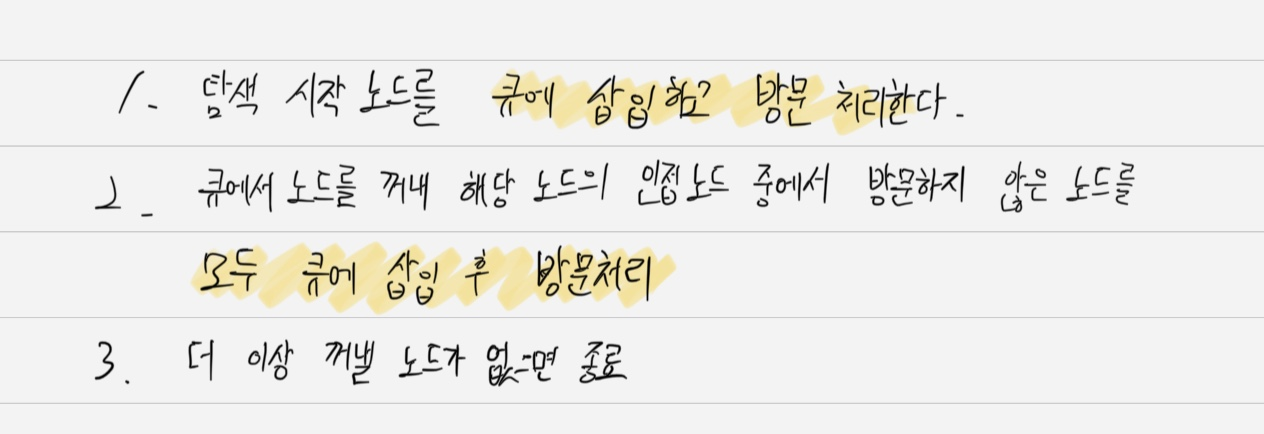 1. 탐색 시작 노드를 큐에 삽입하고 방문 처리한다.
2. 큐에서 노드를 꺼내 해당 노드의 인접노드 중에서 방문하지 않은 노드를
모두 큐에 삽입 후 방문처리
3. 더 이상 꺼낼 노드가 없으면 종료